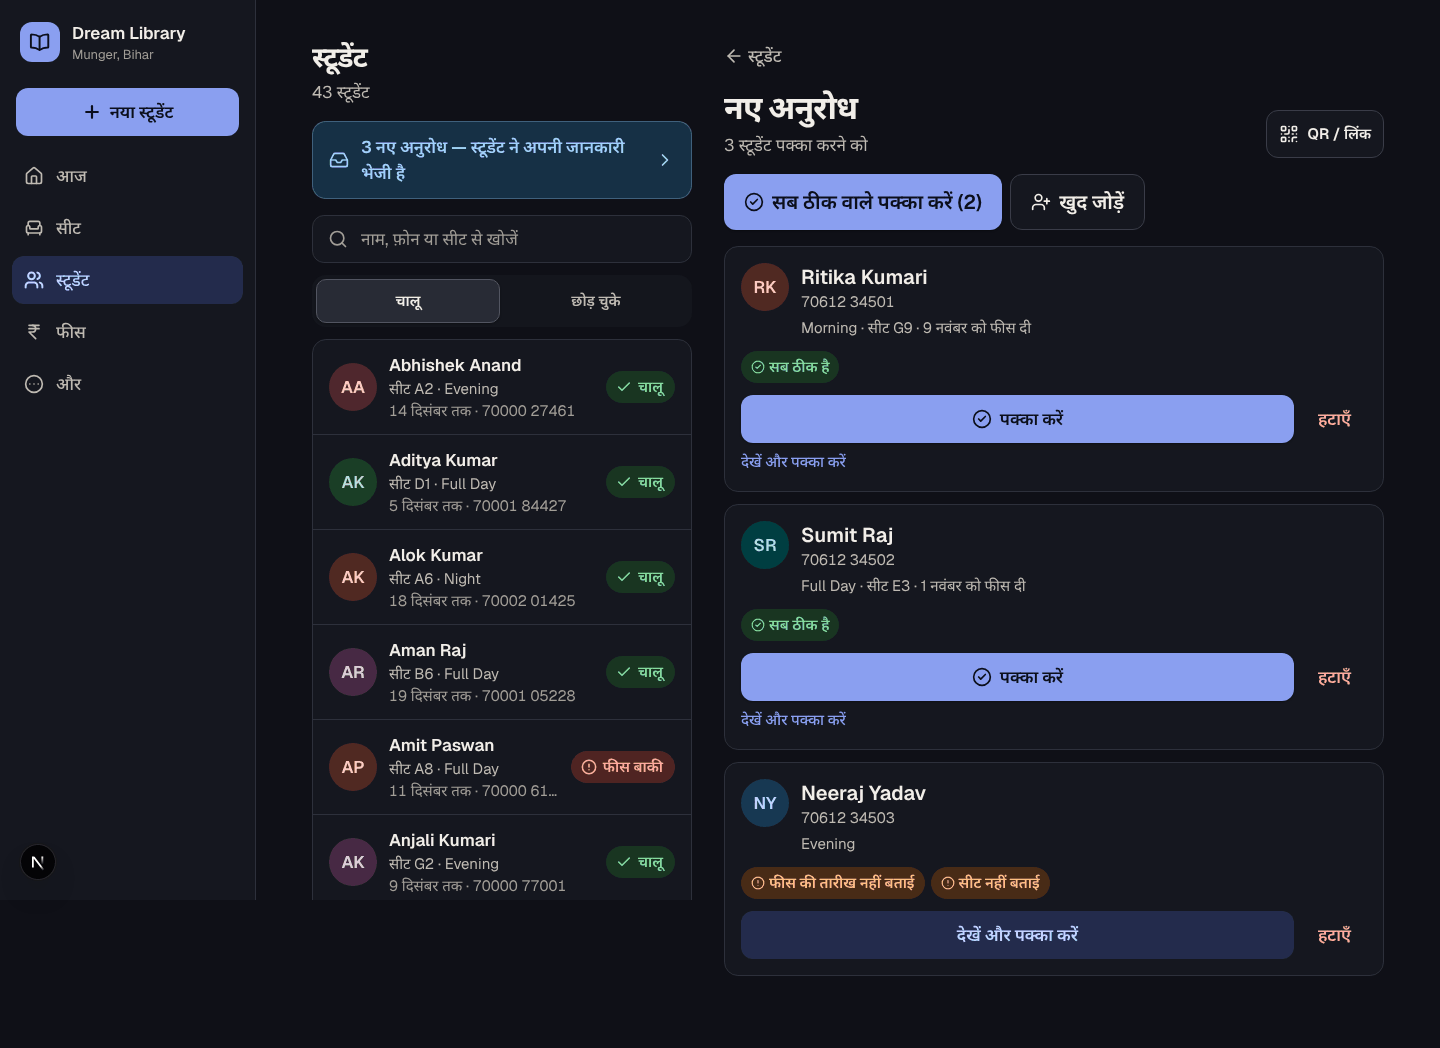 Dream Library
Munger, Bihar
नया स्टूडेंट
आज
सीट
स्टूडेंट
फीस
और
N
स्टूडेंट
43 स्टूडेंट
3 नए अनुरोध — स्टूडेंट ने अपनी जानकारी
भेजी है
नाम, फ़ोन या सीट से खोजें
चालू
छोड़ चुके
AA
Abhishek Anand
सीट A2 · Evening
14 दिसंबर तक · 70000 27461
चालू
AK
Aditya Kumar
सीट D1 · Full Day
5 दिसंबर तक · 70001 84427
चालू
AK
Alok Kumar
सीट A6 · Night
18 दिसंबर तक · 70002 01425
चालू
AR
Aman Raj
सीट B6 · Full Day
19 दिसंबर तक · 70001 05228
चालू
AP
Amit Paswan
सीट A8 · Full Day
11 दिसंबर तक · 70000 61...
फीस बाकी
AK
Anjali Kumari
सीट G2 · Evening
9 दिसंबर तक · 70000 77001
चालू
स्टूडेंट
नए अनुरोध
3 स्टूडेंट पक्का करने को
QR / लिंक
सब ठीक वाले पक्का करें (2)
खुद जोड़ें
RK
Ritika Kumari
70612 34501
Morning · सीट G9 · 9 नवंबर को फीस दी
सब ठीक है
पक्का करें
हटाएँ
देखें और पक्का करें
SR
Sumit Raj
70612 34502
Full Day · सीट E3 · 1 नवंबर को फीस दी
सब ठीक है
पक्का करें
हटाएँ
देखें और पक्का करें
NY
Neeraj Yadav
70612 34503
Evening
फीस की तारीख नहीं बताई
सीट नहीं बताई
देखें और पक्का करें
हटाएँ